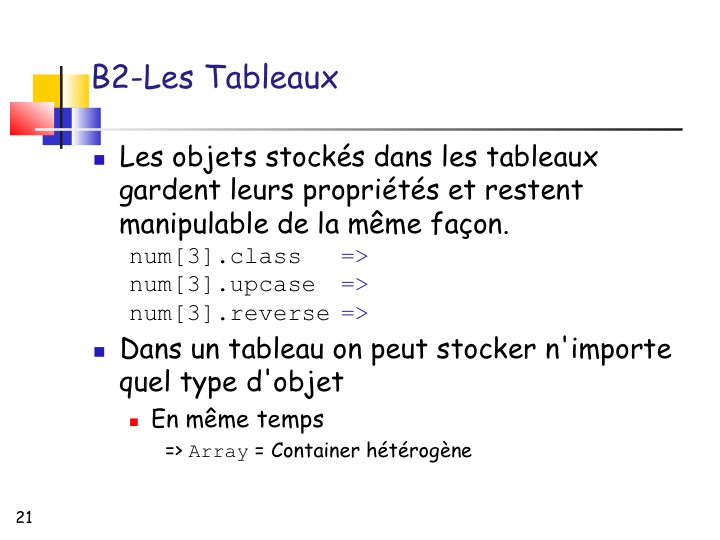 B2-Les Tableaux
Les objets stockés dans les tableaux
gardent leurs propriétés et restent
manipulable de la même façon.
num[3].class =>
num[3].upcase =>
num[3].reverse =>
Dans un tableau on peut stocker n'importe
quel type d'objet
En même temps
=> Array = Container hétérogène
21